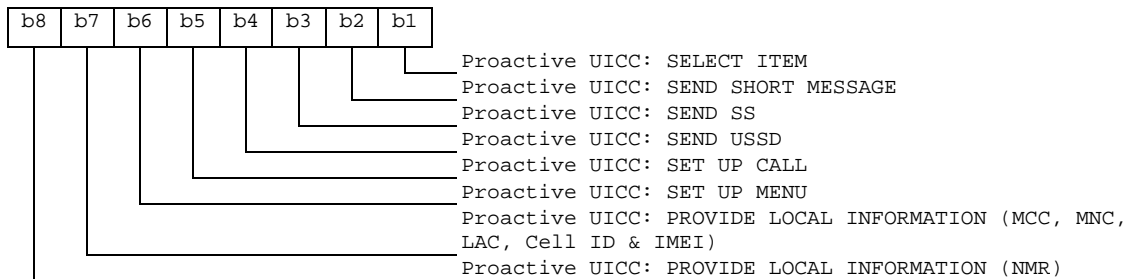 b8 b7 b6 b5 b4 b3 b2 b1
Proactive UICC: SELECT ITEM
Proactive UICC: SEND SHORT MESSAGE
Proactive UICC: SEND SS
Proactive UICC: SEND USSD
Proactive UICC: SET UP CALL
Proactive UICC: SET UP MENU
Proactive UICC: PROVIDE LOCAL INFORMATION (MCC, MNC,
LAC, Cell ID & IMEI)
Proactive UICC: PROVIDE LOCAL INFORMATION (NMR)